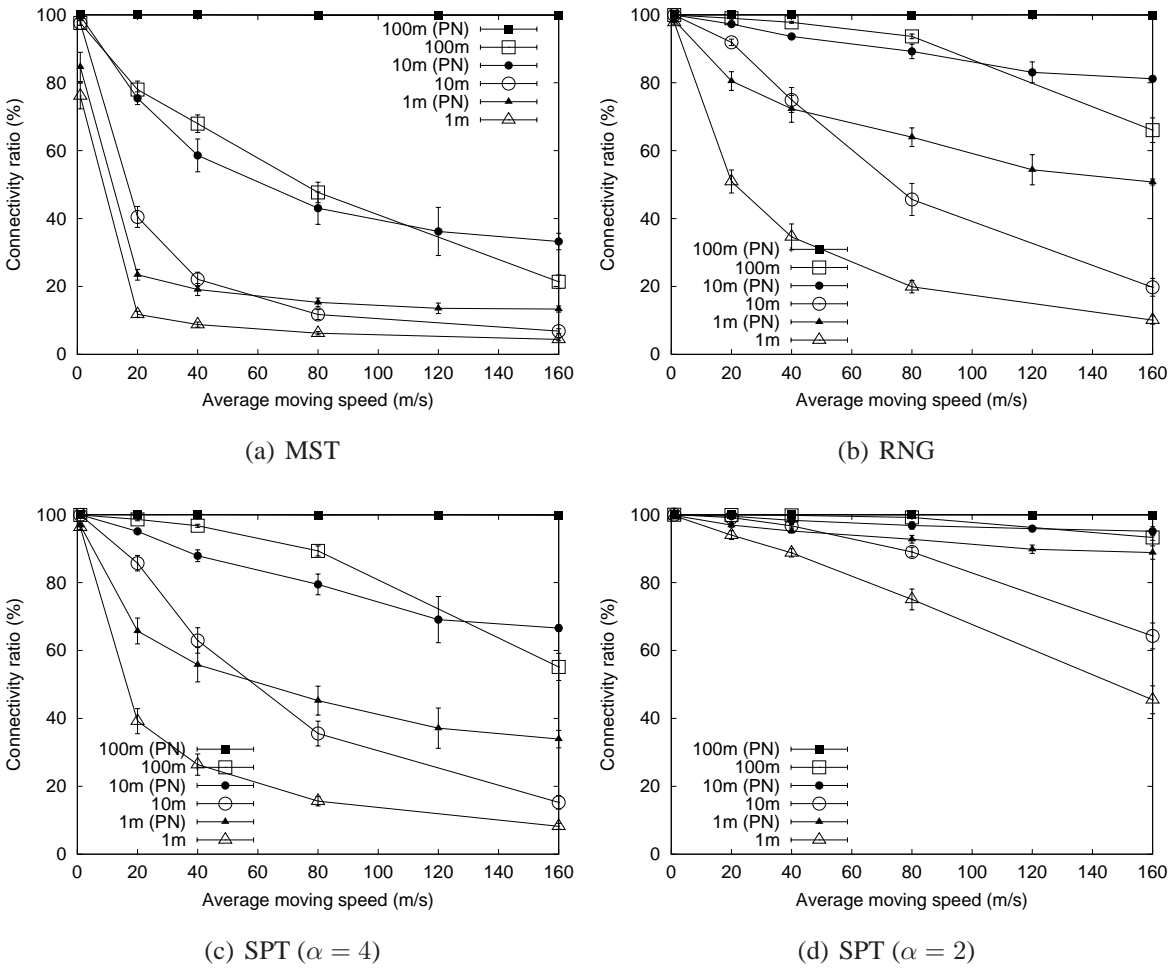 100
80
60
40
20
0
Connectivity ratio (%)
100m (PN)
100m
10m (PN)
10m
1m (PN)
1m
0 20 40 60 80 100 120 140 160
Average moving speed (m/s)
(a) MST
100
80
60
40
20
0
Connectivity ratio (%)
100m (PN)
100m
10m (PN)
10m
1m (PN)
1m
0 20 40 60 80 100 120 140 160
Average moving speed (m/s)
(b) RNG
100
80
60
40
20
0
Connectivity ratio (%)
100m (PN)
100m
10m (PN)
10m
1m (PN)
1m
0 20 40 60 80 100 120 140 160
Average moving speed (m/s)
(c) SPT (α = 4)
100
80
60
40
20
0
Connectivity ratio (%)
100m (PN)
100m
10m (PN)
10m
1m (PN)
1m
0 20 40 60 80 100 120 140 160
Average moving speed (m/s)
(d) SPT (α = 2)